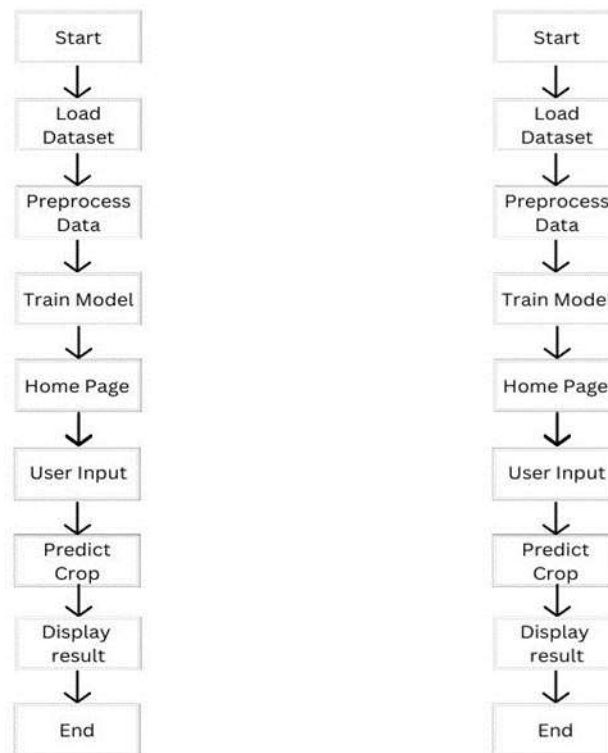 Start
Load
Dataset
Preprocess
Data
Train Model
Home Page
User Input
Predict
Crop
Display
result
End
Start
Load
Dataset
Preprocess
Data
Train Model
Home Page
User Input
Predict
Crop
Display
result
End